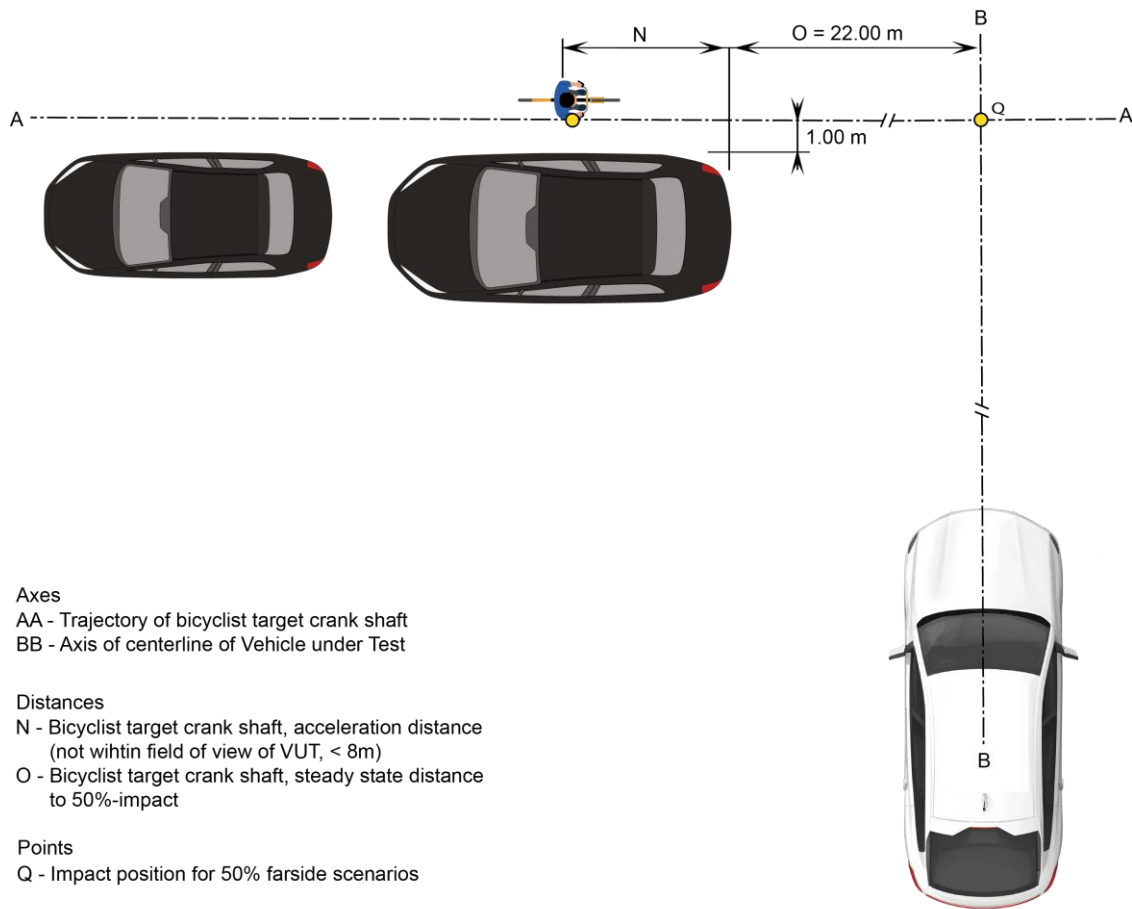 B
N
O = 22.00 m
A
Q
A
1.00 m
Axes
AA - Trajectory of bicyclist target crank shaft
BB - Axis of centerline of Vehicle under Test
Distances
N - Bicyclist target crank shaft, acceleration distance
(not wihtin field of view of VUT, < 8m)
O - Bicyclist target crank shaft, steady state distance
to 50%-impact
B
Points
Q - Impact position for 50% farside scenarios